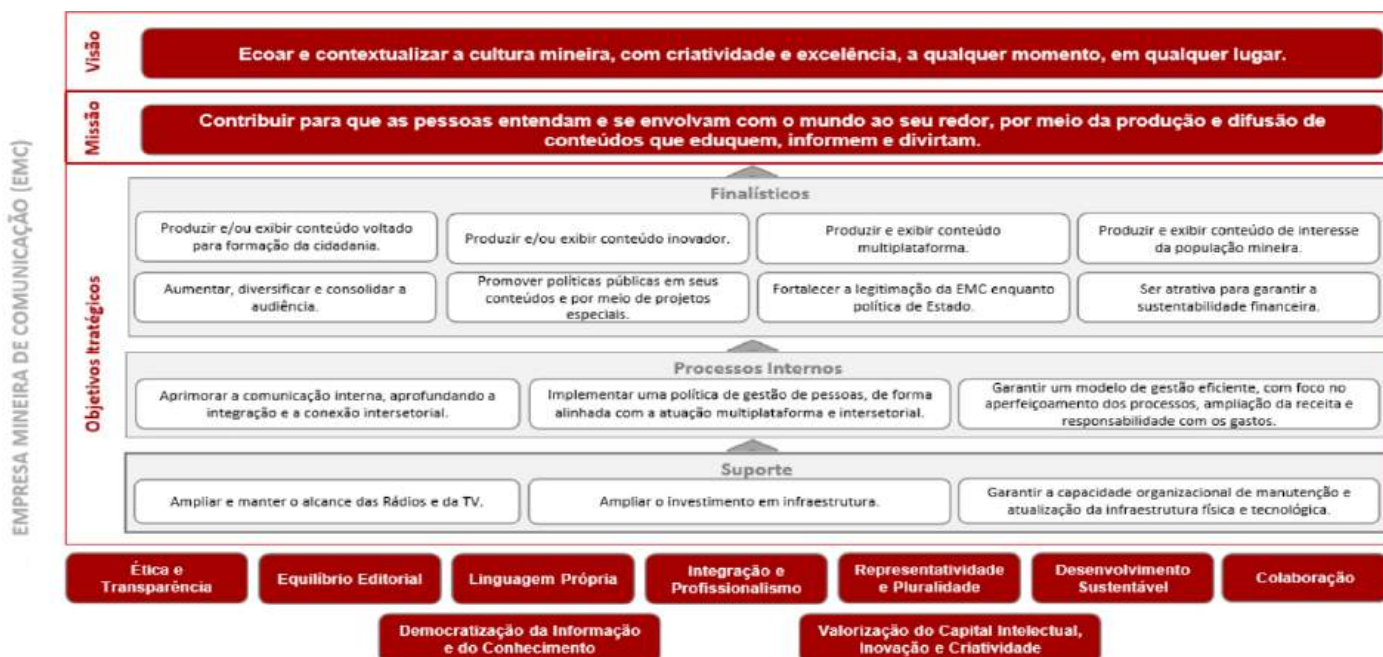 EMPRESA MINEIRA DE COMUNICAÇÃO (EMC)
Visão
Ecoar e contextualizar a cultura mineira, com criatividade e excelência, a qualquer momento, em qualquer lugar.
Missão
Contribuir para que as pessoas entendam e se envolvam com o mundo ao seu redor, por meio da produção e difusão de
conteúdos que eduquem, informem e divirtam.
Objetivos Itratégicos
Finalísticos
Produzir e/ou exibir conteúdo voltado
para formação da cidadania.
Produzir e/ou exibir conteúdo inovador.
Produzir e exibir conteúdo
multiplataforma.
Produzir e exibir conteúdo de interesse
da população mineira.
Aumentar, diversificar e consolidar a
audiência.
Promover políticas públicas em seus
conteúdos e por meio de projetos
especiais.
Fortalecer a legitimação da EMC enquanto
política de Estado.
Ser atrativa para garantir a
sustentabilidade financeira.
Processos Internos
Aprimorar a comunicação interna, aprofundando a
integração e a conexão intersetorial.
Implementar uma política de gestão de pessoas, de forma
alinhada com a atuação multiplataforma e intersetorial.
Garantir um modelo de gestão eficiente, com foco no
aperfeiçoamento dos processos, ampliação da receita e
responsabilidade com os gastos.
Suporte
Ampliar e manter o alcance das Rádios e da TV.
Ampliar o investimento em infraestrutura.
Garantir a capacidade organizacional de manutenção e
atualização da infraestrutura física e tecnológica.
Ética e
Transparência
Equilíbrio Editorial
Linguagem Própria
Integração e
Profissionalismo
Representatividade
e Pluralidade
Desenvolvimento
Sustentável
Colaboração
Democratização da Informação
e do Conhecimento
Valorização do Capital Intelectual,
Inovação e Criatividade